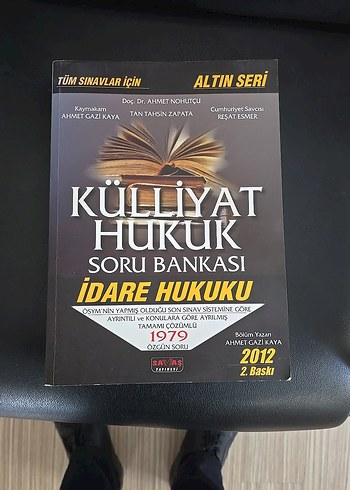 TÜM SINAVLAR İÇİN
ALTIN SERİ
Doç. Dr. AHMET NOHUTÇU
Kaymakam
AHMET GAZİ KAYA
TAN TAHSİN ZAPATA
Cumhuriyet Savcısı
REŞAT ESMER
KÜLLİYAT
HUKUK
SORU BANKASI
İDARE HUKUKU
ÖSYM'NİN YAPMIŞ OLDUĞU SON SINAV SİSTEMİNE GÖRE
AYRINTILI ve KONULARA GÖRE AYRILMIŞ
TAMAMI ÇÖZÜMLÜ
1979
ÖZGÜN SORU
SAVAŞ
YAYINEVİ
Bölüm Yazarı
AHMET GAZİ KAYA
2012
2. Baskı